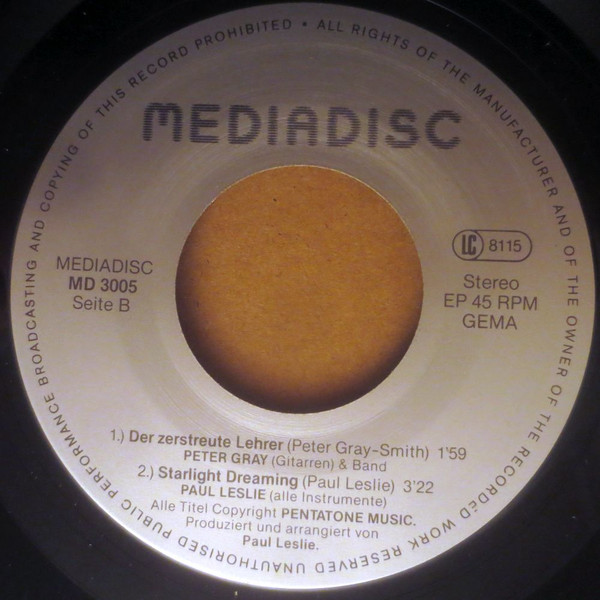 ALL RIGHTS OF THE MANUFACTURER AND OF THE OWNER OF THE RECORDED WORK RESERVED UNAUTHORISED PUBLIC PERFORMANCE BROADCASTING AND COPYING OF THIS RECORD PROHIBITED •
MEDIADISC
MEDIADISC
MD 3005
Seite B
LC 8115
Stereo
EP 45 RPM
GEMA
1.) Der zerstreute Lehrer (Peter Gray-Smith) 1'59
PETER GRAY (Gitarren) & Band
2.) Starlight Dreaming (Paul Leslie) 3'22
PAUL LESLIE (alle Instrumente)
Alle Titel Copyright PENTATONE MUSIC.
Produziert und arrangiert von
Paul Leslie.